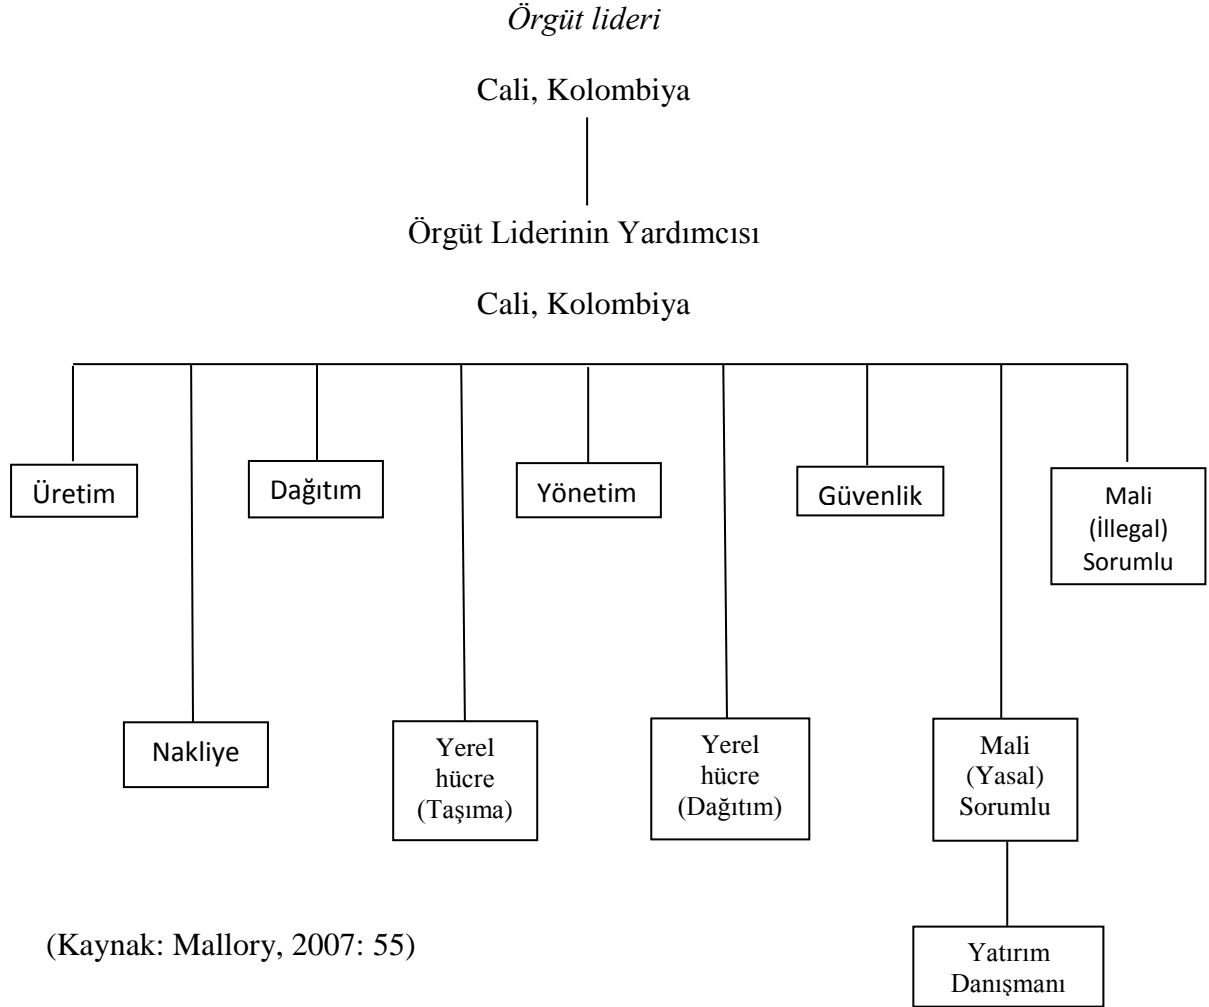 Örgüt lideri
Cali, Kolombiya
Örgüt Liderinin Yardımcısı
Cali, Kolombiya
Üretim
Dağıtım
Yönetim
Güvenlik
Mali
(İllegal)
Sorumlu
Nakliye
Yerel
hücre
(Taşıma)
Yerel
hücre
(Dağıtım)
Mali
(Yasal)
Sorumlu
(Kaynak: Mallory, 2007: 55)
Yatırım
Danışmanı